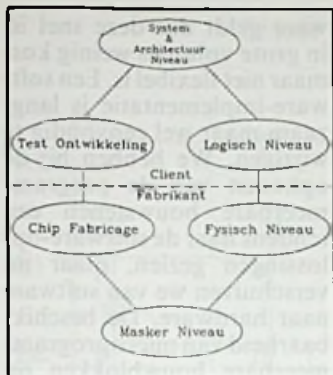 System
&
Architectuur
Niveau
Test Ontwikkeling
Logisch Niveau
Client
Fabrikant
Chip Fabricage
Fysisch Niveau
Masker Niveau